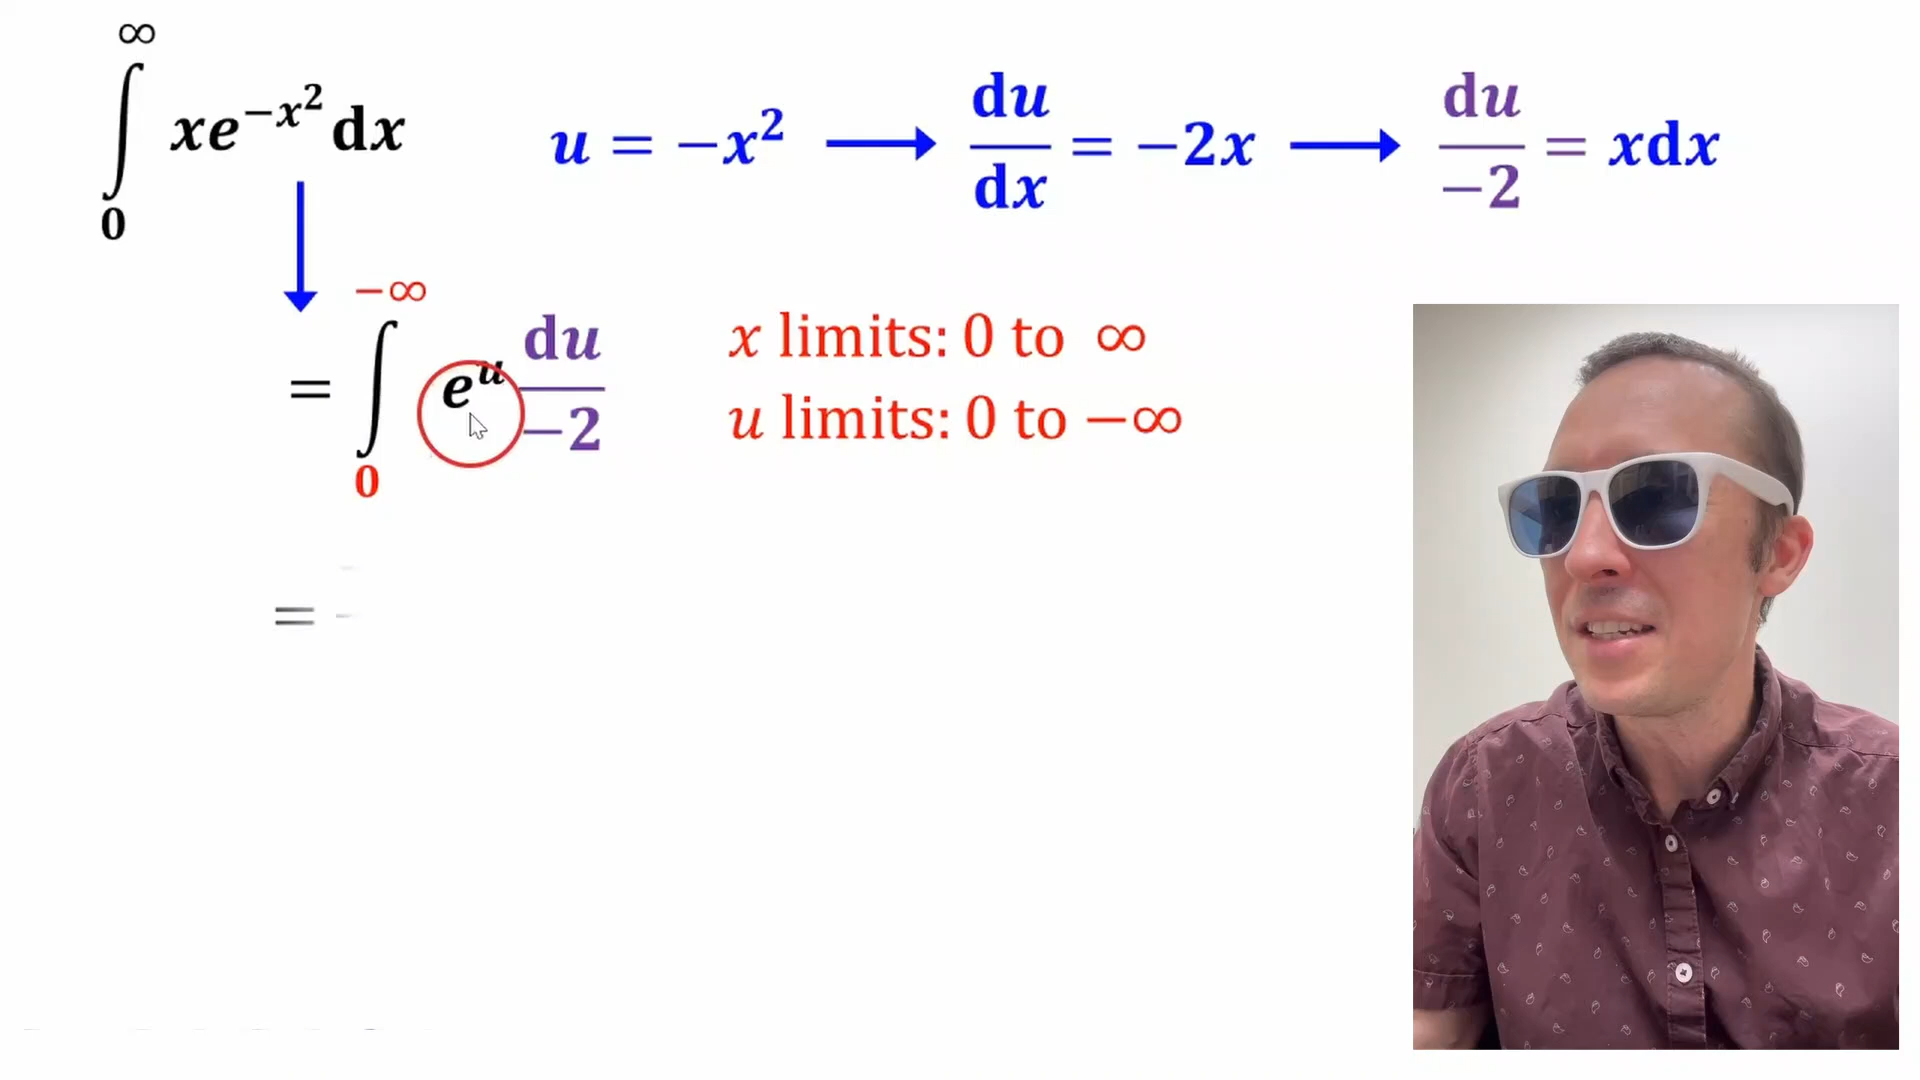 ∞
∫ xe^{-x^2} dx
0
u = −x² ⟶ du/dx = −2x ⟶ du/−2 = xdx
−∞
= ∫ e^u du/−2
0
x limits: 0 to ∞
u limits: 0 to −∞
=